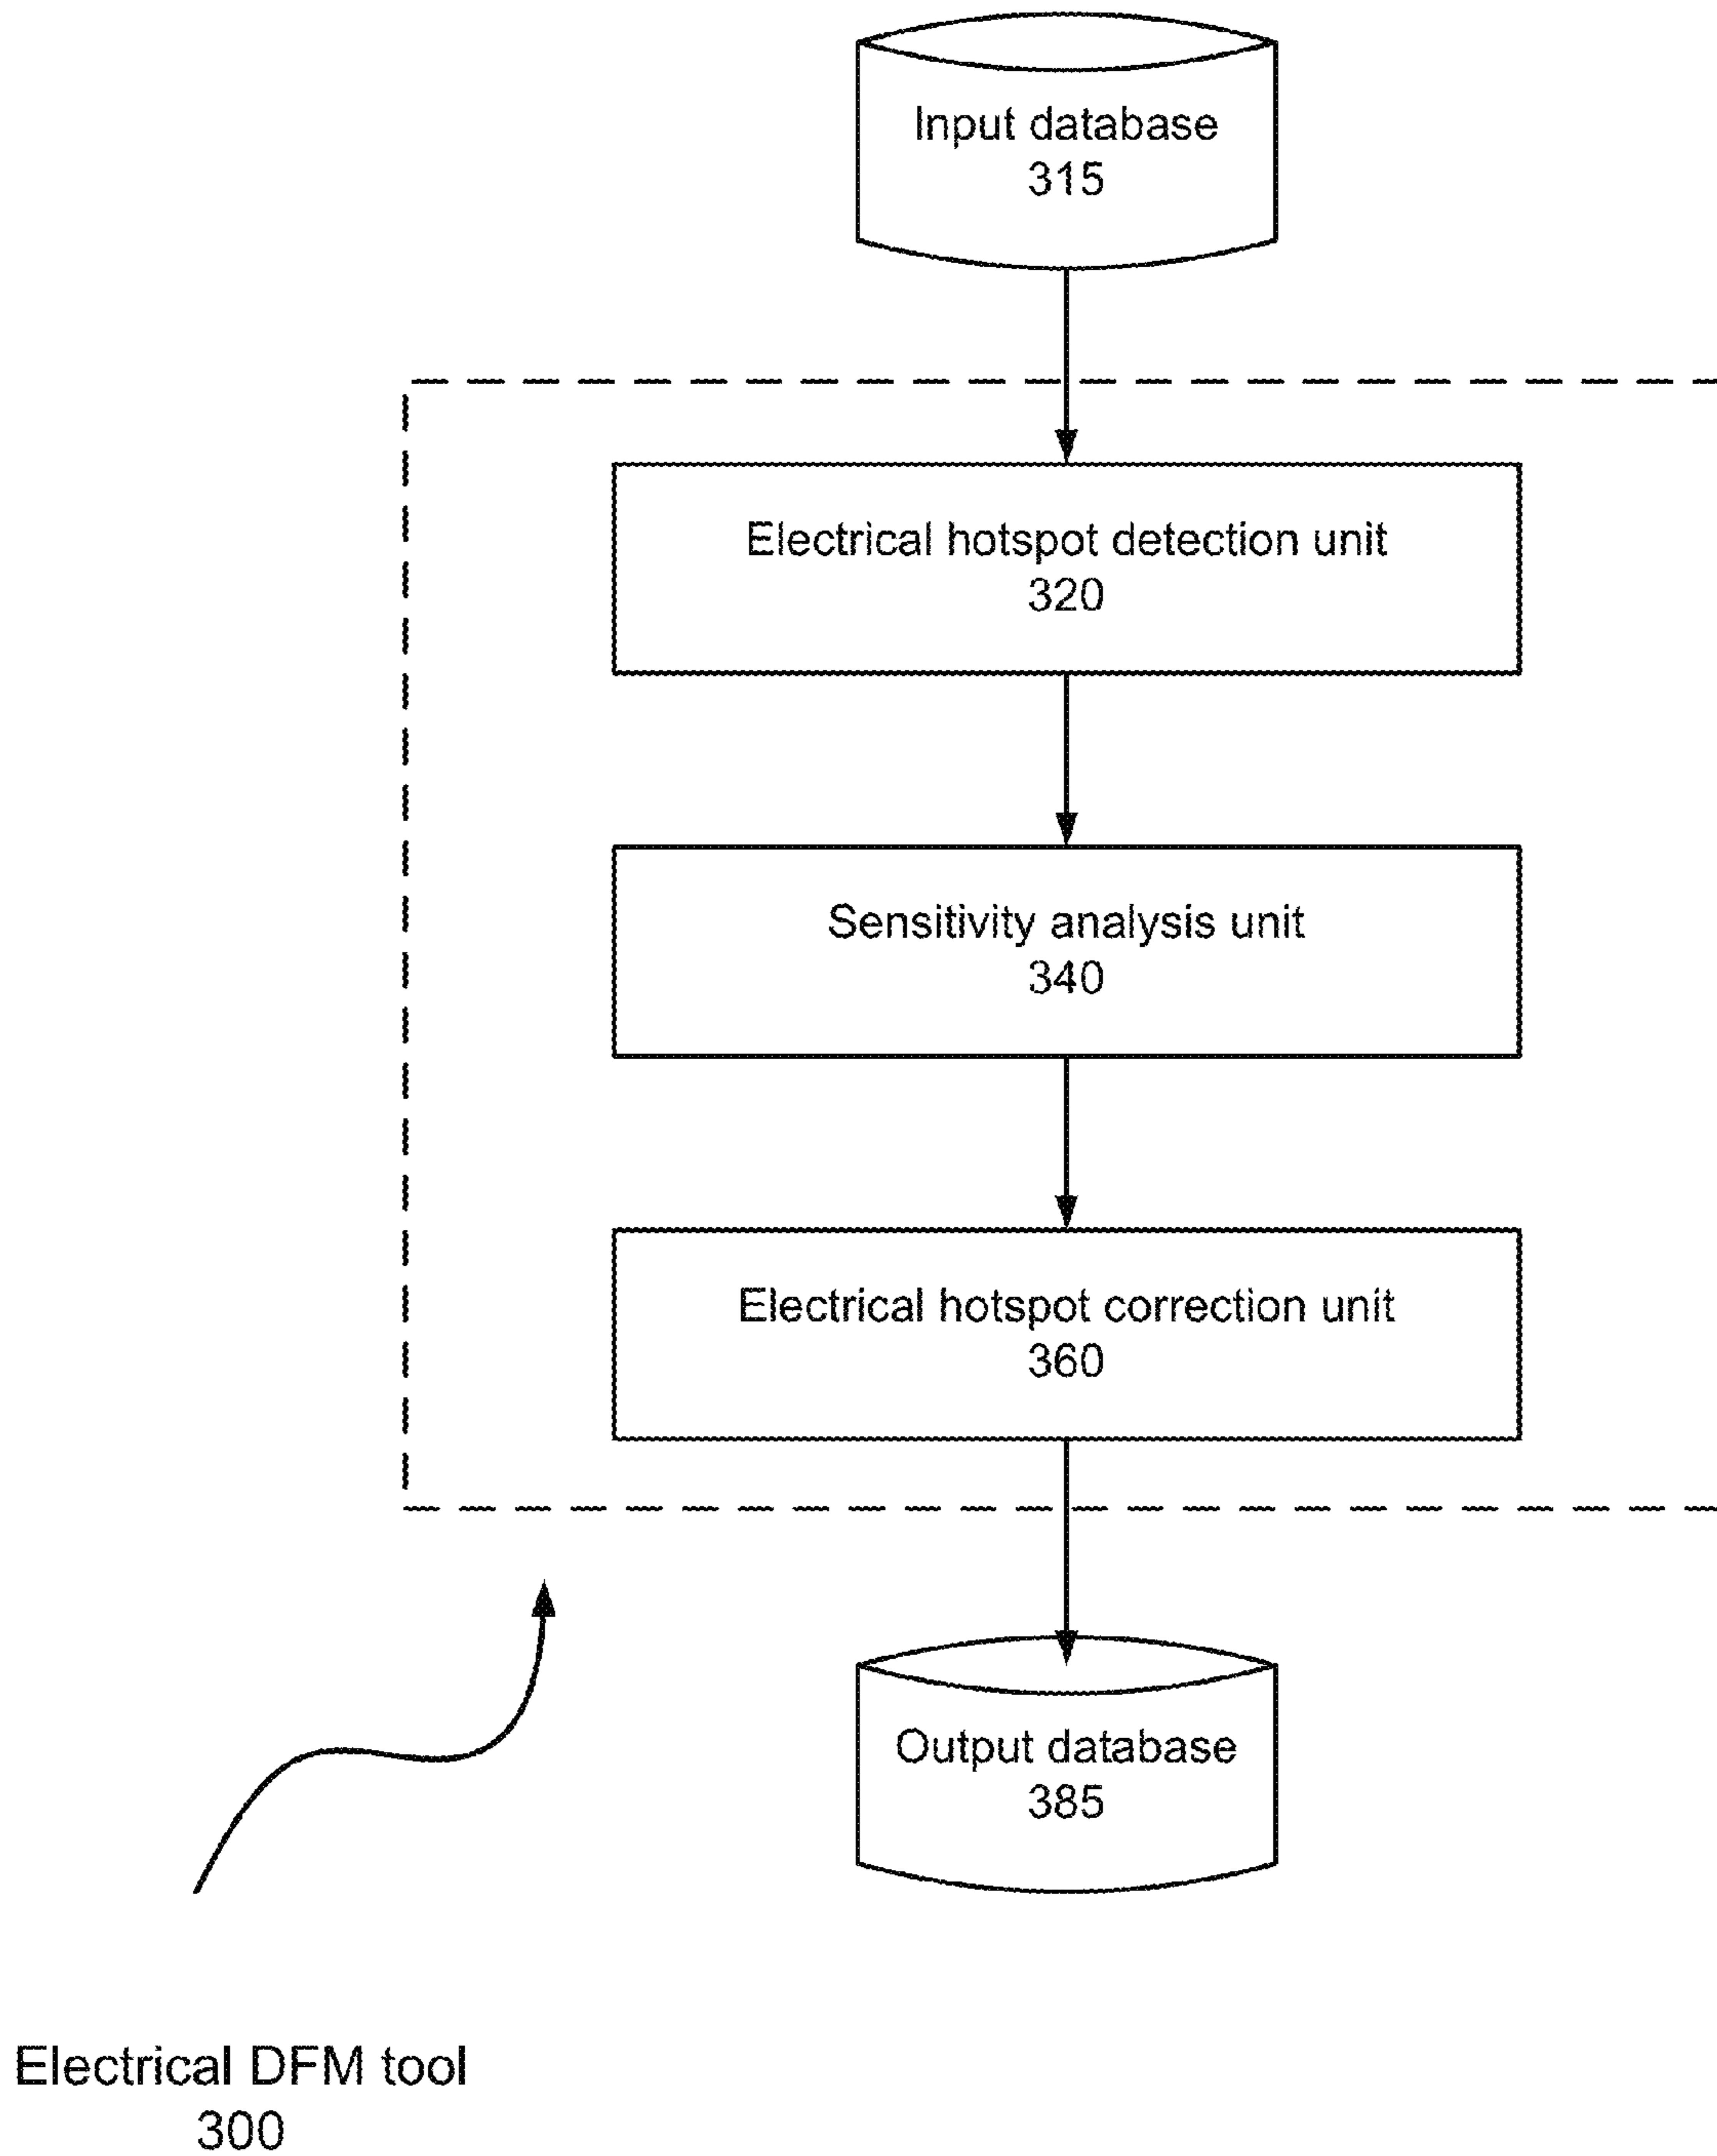 Input database
315
Electrical hotspot detection unit
320
Sensitivity analysis unit
340
Electrical hotspot correction unit
360
Output database
385
Electrical DFM tool
300